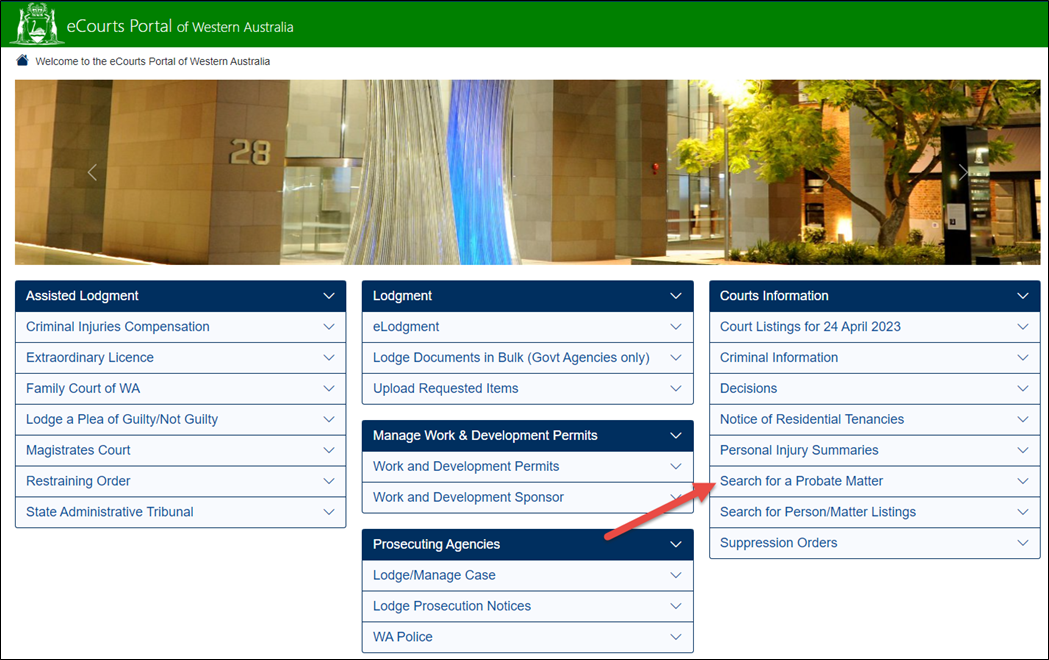 eCourts Portal of Western Australia
Welcome to the eCourts Portal of Western Australia
28
Assisted Lodgment
Criminal Injuries Compensation
Extraordinary Licence
Family Court of WA
Lodge a Plea of Guilty/Not Guilty
Magistrates Court
Restraining Order
State Administrative Tribunal
Lodgment
eLodgment
Lodge Documents in Bulk (Govt Agencies only)
Upload Requested Items
Manage Work & Development Permits
Work and Development Permits
Work and Development Sponsor
Prosecuting Agencies
Lodge/Manage Case
Lodge Prosecution Notices
WA Police
Courts Information
Court Listings for 24 April 2023
Criminal Information
Decisions
Notice of Residential Tenancies
Personal Injury Summaries
Search for a Probate Matter
Search for Person/Matter Listings
Suppression Orders